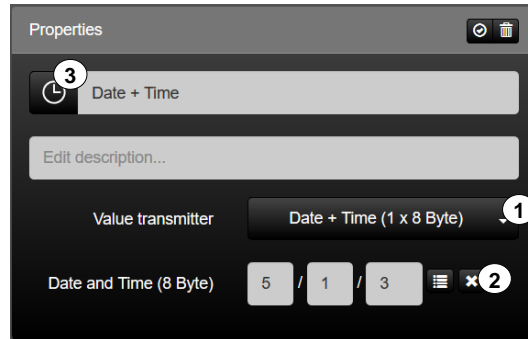 Properties
3
Date + Time
Edit description...
Value transmitter Date + Time (1 x 8 Byte) 1
Date and Time (8 Byte) 5 / 1 / 3 2